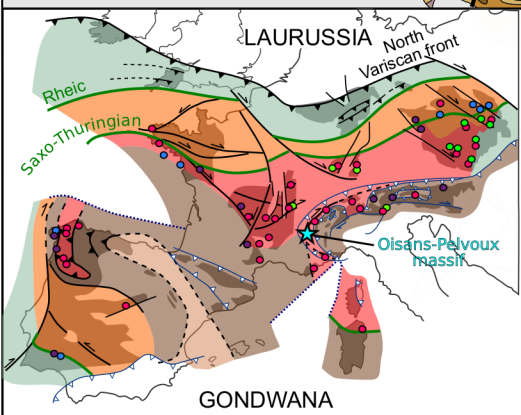 LAURUSSIA
North
Variscan front
Rheic
Saxo-Thuringian
Oisans-Pelvoux
massif
GONDWANA